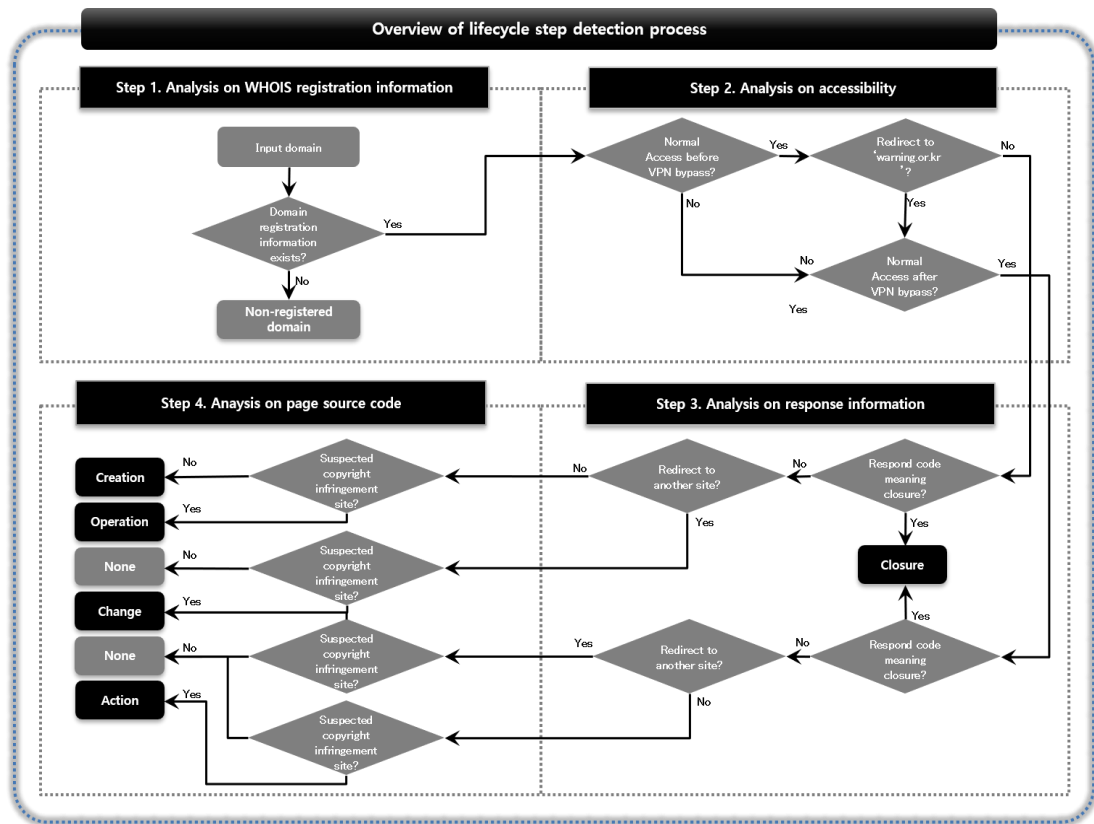 Overview of lifecycle step detection process
Step 1. Analysis on WHOIS registration information
Input domain
Domain
registration
information
exists?
Yes
No
Non-registered
domain
Step 2. Analysis on accessibility
Normal
Access before
VPN bypass?
Yes
Redirect to
‘warning.or.kr
’?
No
No
Yes
No
Normal
Access after
VPN bypass?
Yes
Yes
Step 3. Analysis on response information
Respond code
meaning
closure?
No
Redirect to
another site?
No
Yes
Yes
Closure
Yes
Respond code
meaning
closure?
No
Redirect to
another site?
Yes
No
Step 4. Anaysis on page source code
Suspected
copyright
infringement
site?
No
Creation
Yes
Operation
Suspected
copyright
infringement
site?
No
None
Yes
Change
Suspected
copyright
infringement
site?
No
None
Yes
Action
Suspected
copyright
infringement
site?